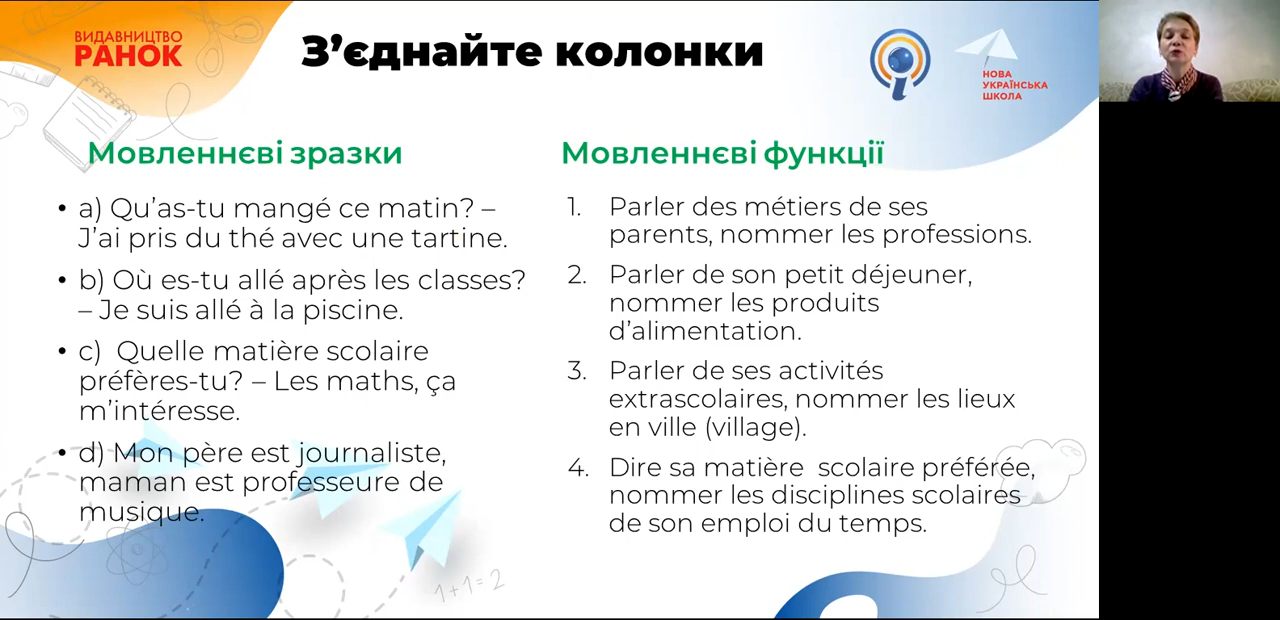 ВИДАВНИЦТВО
РАНОК
З’єднайте колонки
НОВА
УКРАЇНСЬКА
ШКОЛА
Мовленнєві зразки
• a) Qu’as-tu mangé ce matin? –
J’ai pris du thé avec une tartine.
• b) Où es-tu allé après les classes?
– Je suis allé à la piscine.
• c) Quelle matière scolaire
préfères-tu? – Les maths, ça
m’intéresse.
• d) Mon père est journaliste,
maman est professeure de
musique.
Мовленнєві функції
1. Parler des métiers de ses
parents, nommer les professions.
2. Parler de son petit déjeuner,
nommer les produits
d’alimentation.
3. Parler de ses activités
extrascolaires, nommer les lieux
en ville (village).
4. Dire sa matière scolaire préférée,
nommer les disciplines scolaires
de son emploi du temps.
1+1=2